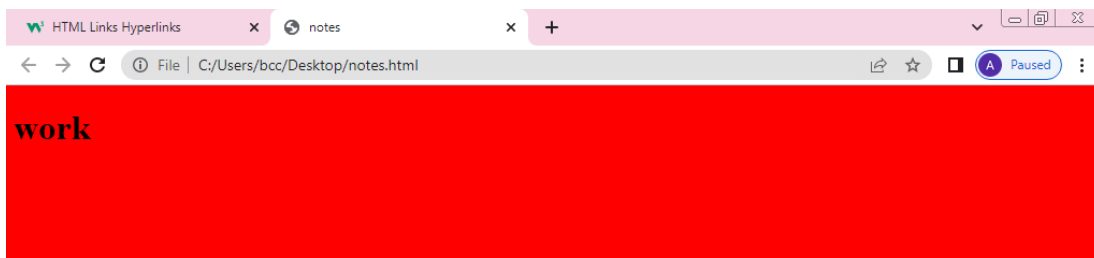 HTML Links Hyperlinks
notes
File | C:/Users/bcc/Desktop/notes.html
A Paused
work